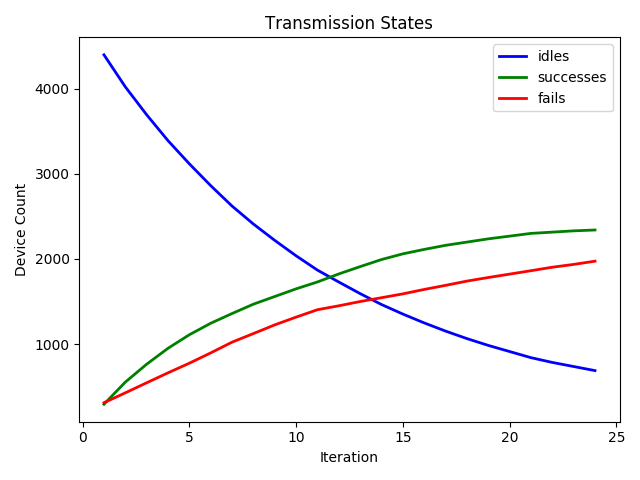 Transmission States
idles
successes
fails
Device Count
4000
3000
2000
1000
0
5
10
15
20
25
Iteration